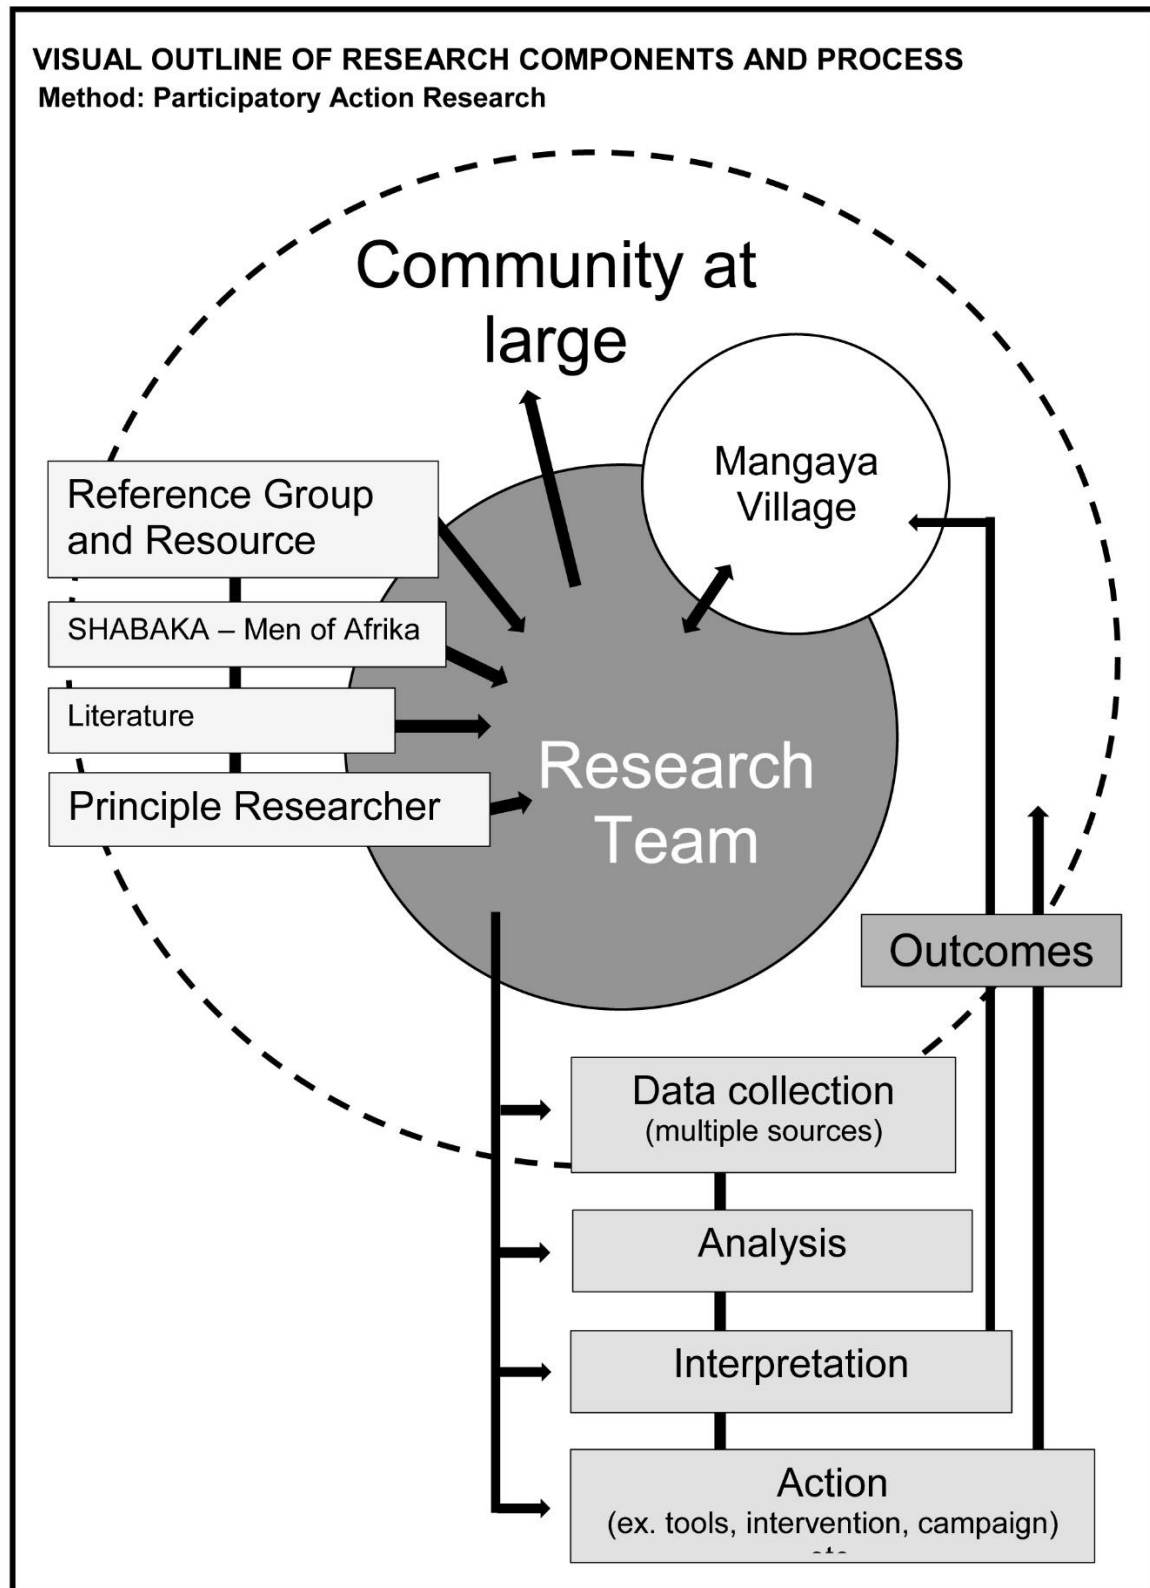 VISUAL OUTLINE OF RESEARCH COMPONENTS AND PROCESS
Method: Participatory Action Research
Community at
large
Mangaya
Village
Reference Group
and Resource
SHABAKA – Men of Afrika
Literature
Principle Researcher
Research
Team
Outcomes
Data collection
(multiple sources)
Analysis
Interpretation
Action
(ex. tools, intervention, campaign)